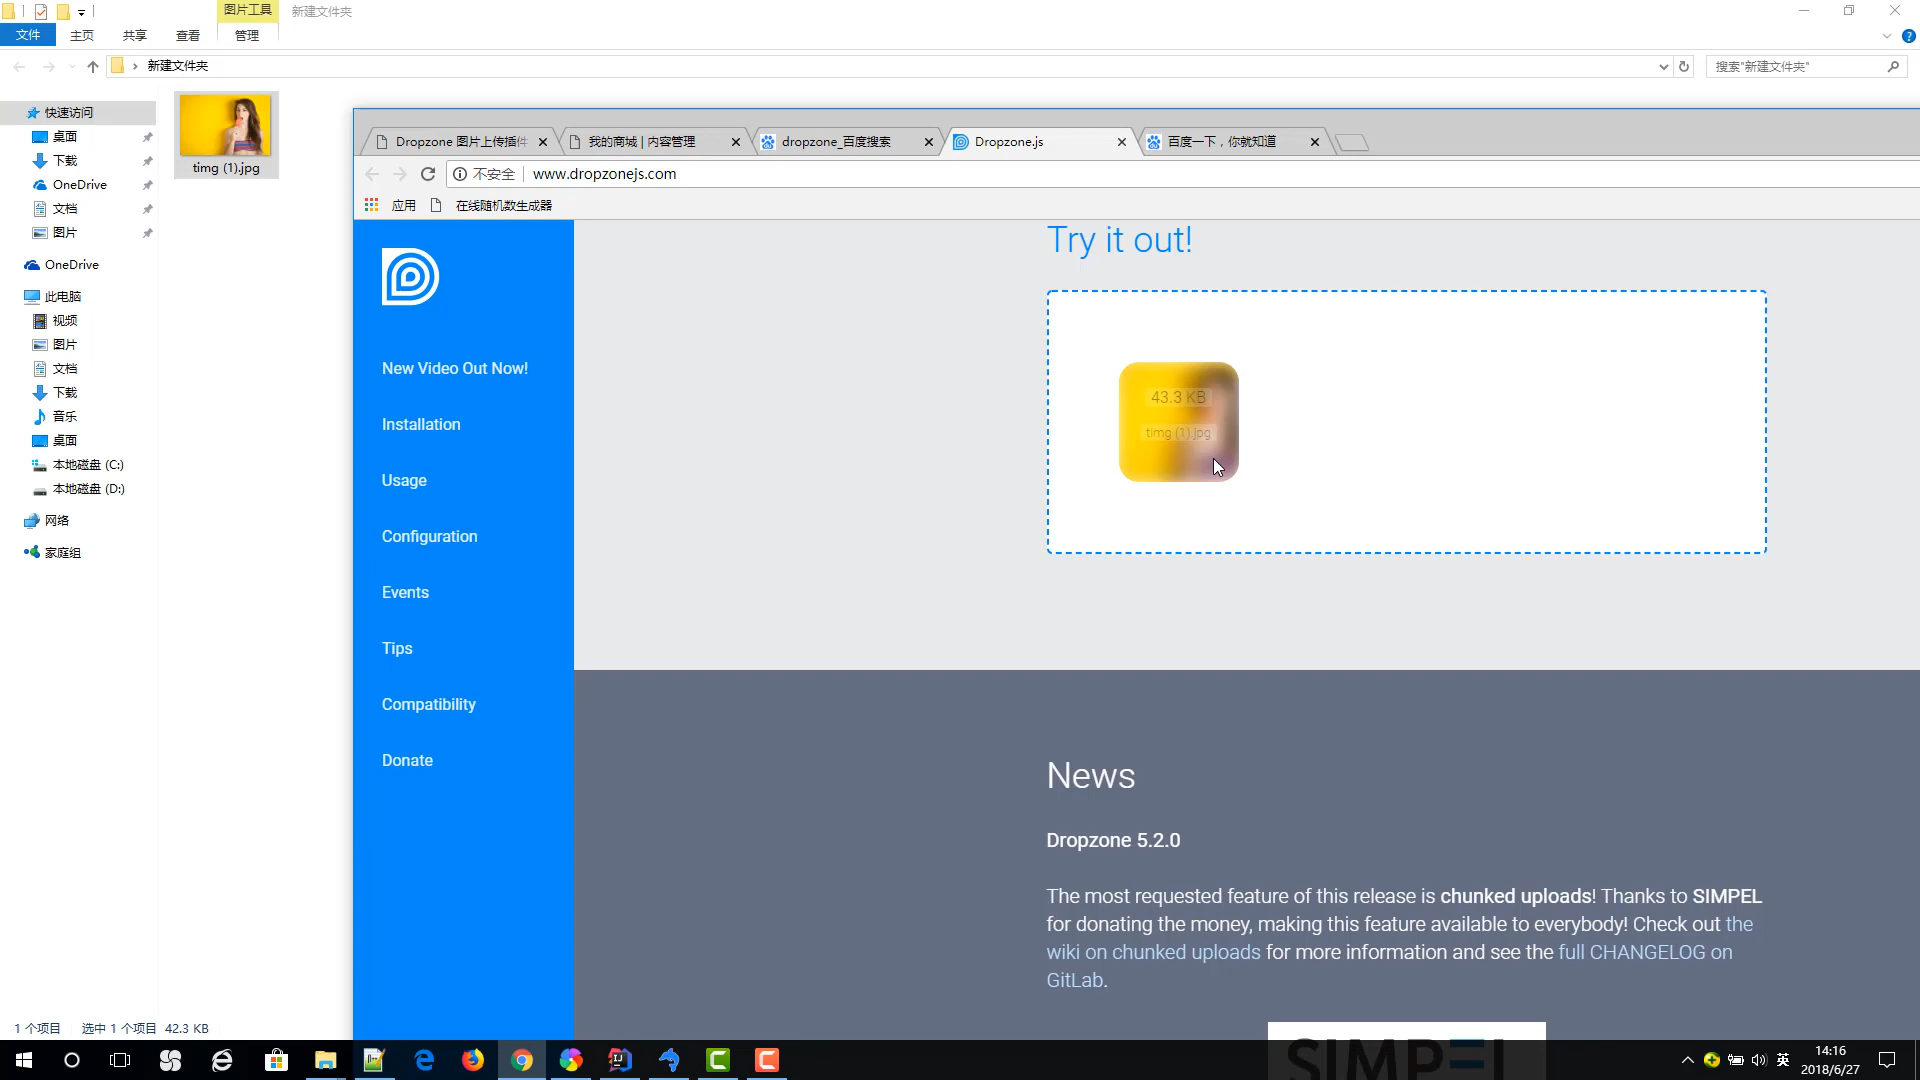 图片工具
新建文件夹
文件
主页
共享
查看
管理
新建文件夹
搜索"新建文件夹"
快速访问
桌面
下载
OneDrive
文档
图片
OneDrive
此电脑
视频
图片
文档
下载
音乐
桌面
本地磁盘 (C:)
本地磁盘 (D:)
网络
家庭组
timg (1).jpg
Dropzone 图片上传插件
我的商城 | 内容管理
dropzone_百度搜索
Dropzone.js
百度一下，你就知道
不安全
www.dropzonejs.com
应用
在线随机数生成器
New Video Out Now!
Installation
Usage
Configuration
Events
Tips
Compatibility
Donate
Try it out!
43.3 KB
timg (1).jpg
News
Dropzone 5.2.0
The most requested feature of this release is chunked uploads! Thanks to SIMPEL
for donating the money, making this feature available to everybody! Check out the
wiki on chunked uploads for more information and see the full CHANGELOG on
GitLab.
SIMPEL
1 个项目
选中 1 个项目 42.3 KB
英
14:16
2018/6/27